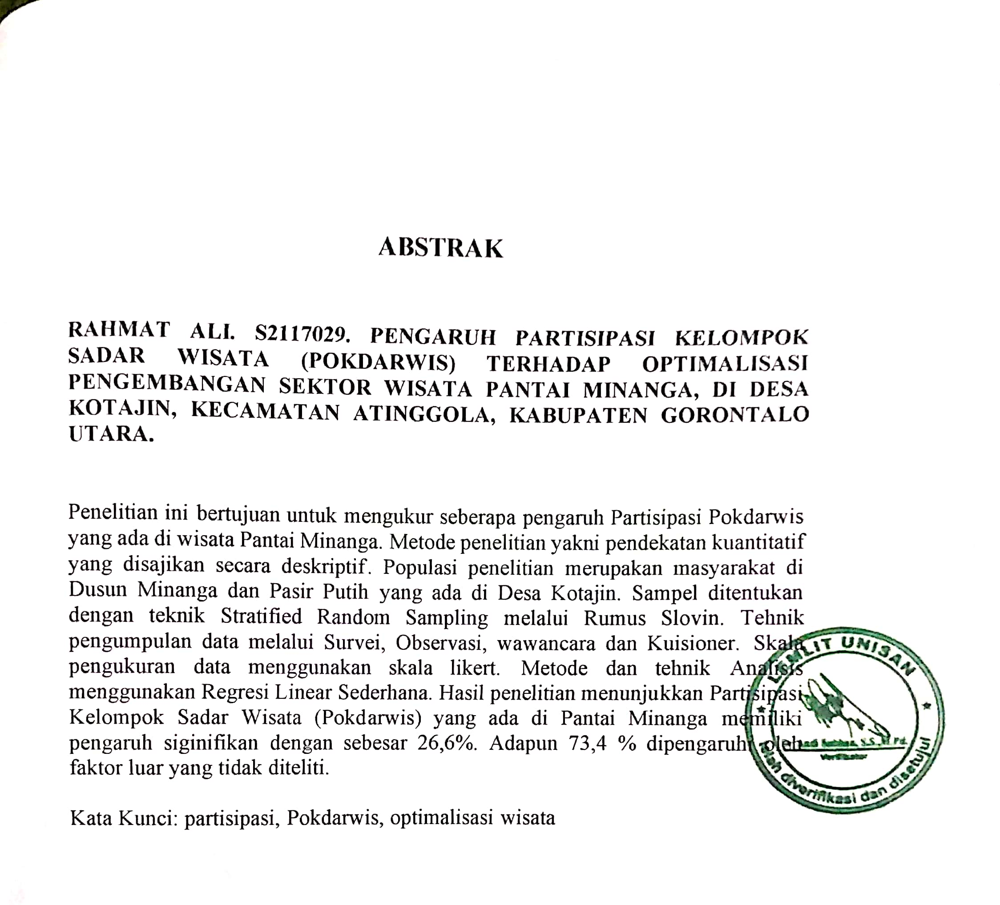 ABSTRAK
RAHMAT ALI. S2117029. PENGARUH PARTISIPASI KELOMPOK
SADAR WISATA (POKDARWIS) TERHADAP OPTIMALISASI
PENGEMBANGAN SEKTOR WISATA PANTAI MINANGA, DI DESA
KOTAJIN, KECAMATAN ATINGGOLA, KABUPATEN GORONTALO
UTARA.
Penelitian ini bertujuan untuk mengukur seberapa pengaruh Partisipasi Pokdarwis
yang ada di wisata Pantai Minanga. Metode penelitian yakni pendekatan kuantitatif
yang disajikan secara deskriptif. Populasi penelitian merupakan masyarakat di
Dusun Minanga dan Pasir Putih yang ada di Desa Kotajin. Sampel ditentukan
dengan teknik Stratified Random Sampling melalui Rumus Slovin. Tehnik
pengumpulan data melalui Survei, Observasi, wawancara dan Kuisioner. Skala
pengukuran data menggunakan skala likert. Metode dan tehnik Analisis
menggunakan Regresi Linear Sederhana. Hasil penelitian menunjukkan Partisipasi
Kelompok Sadar Wisata (Pokdarwis) yang ada di Pantai Minanga memiliki
pengaruh siginifikan dengan sebesar 26,6%. Adapun 73,4 % dipengaruhi oleh
faktor luar yang tidak diteliti.
Kata Kunci: partisipasi, Pokdarwis, optimalisasi wisata
LEMLIT UNISAN
Verifikator
telah diverifikasi dan disetujui